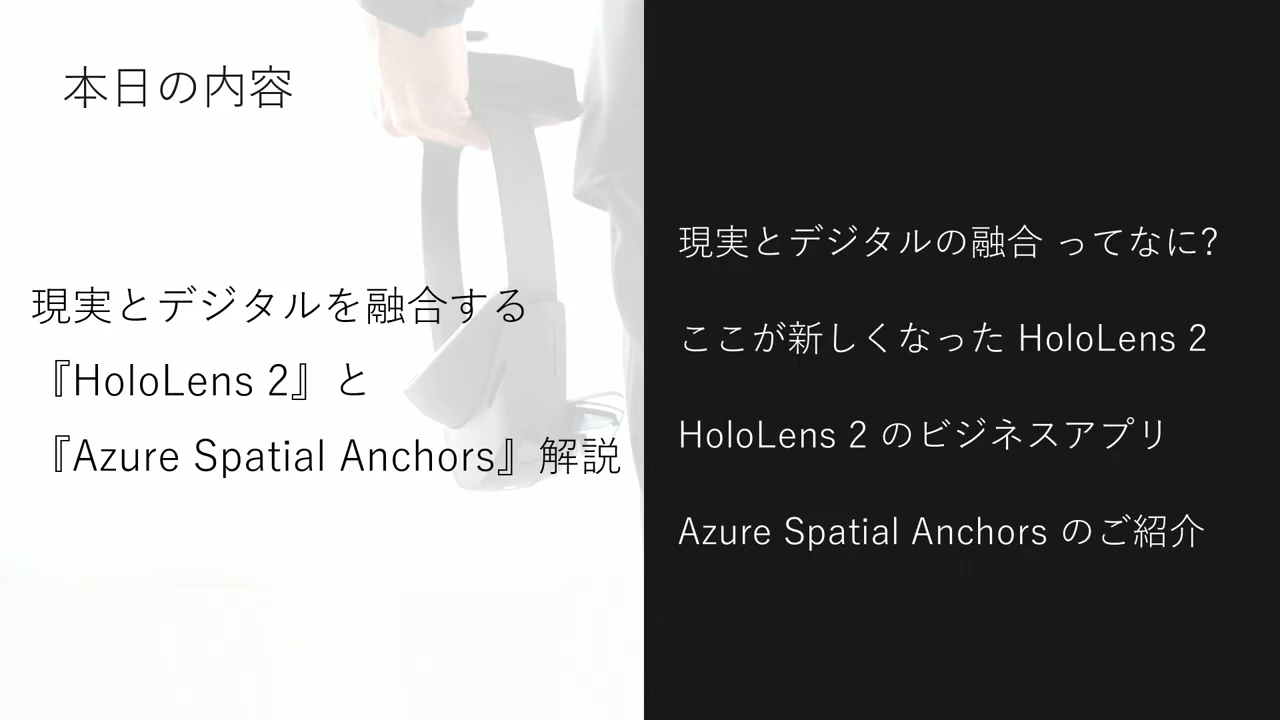 本日の内容
現実とデジタルを融合する
『HoloLens 2』と
『Azure Spatial Anchors』解説
現実とデジタルの融合 ってなに?
ここが新しくなった HoloLens 2
HoloLens 2 のビジネスアプリ
Azure Spatial Anchors のご紹介